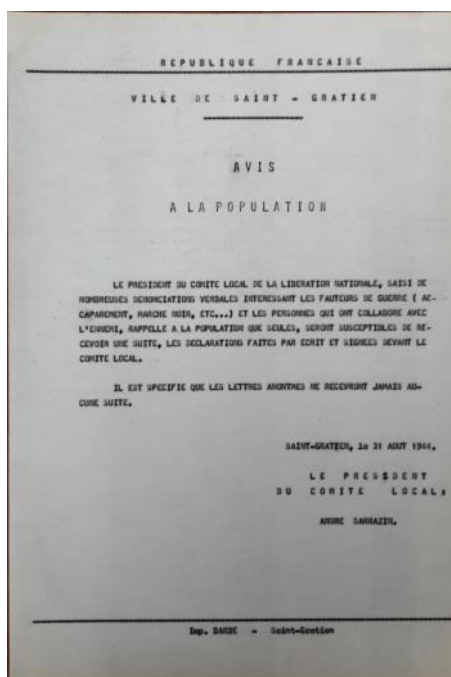 REPUBLIQUE FRANCAISE
VILLE DE SAINT - GRATIEN
AVIS
A LA POPULATION
LE PRESIDENT DU COMITE LOCAL DE LA LIBERATION NATIONALE, SAISI DE
NOMBREUSES DENONCIATIONS VERBALES INTERESSANT LES FAUTEURS DE GUERRE ( AC-
CAPAREMENT, MARCHE NOIR, ETC...) ET LES PERSONNES QUI ONT COLLABORE AVEC
L'ENNEMI, RAPPELLE A LA POPULATION QUE SEULES, SERONT SUSCEPTIBLES DE RE-
CEVOIR UNE SUITE, LES DECLARATIONS FAITES PAR ECRIT ET SIGNEES DEVANT LE
COMITE LOCAL.
IL EST SPECIFIE QUE LES LETTRES ANONYMES NE RECEVRONT JAMAIS AU-
CUNE SUITE.
SAINT-GRATIEN, le 31 AOUT 1944.
LE PRESIDENT
DU COMITE LOCAL,
ANDRE SARRAZIN.
Imp. BARBE - Saint-Gratien